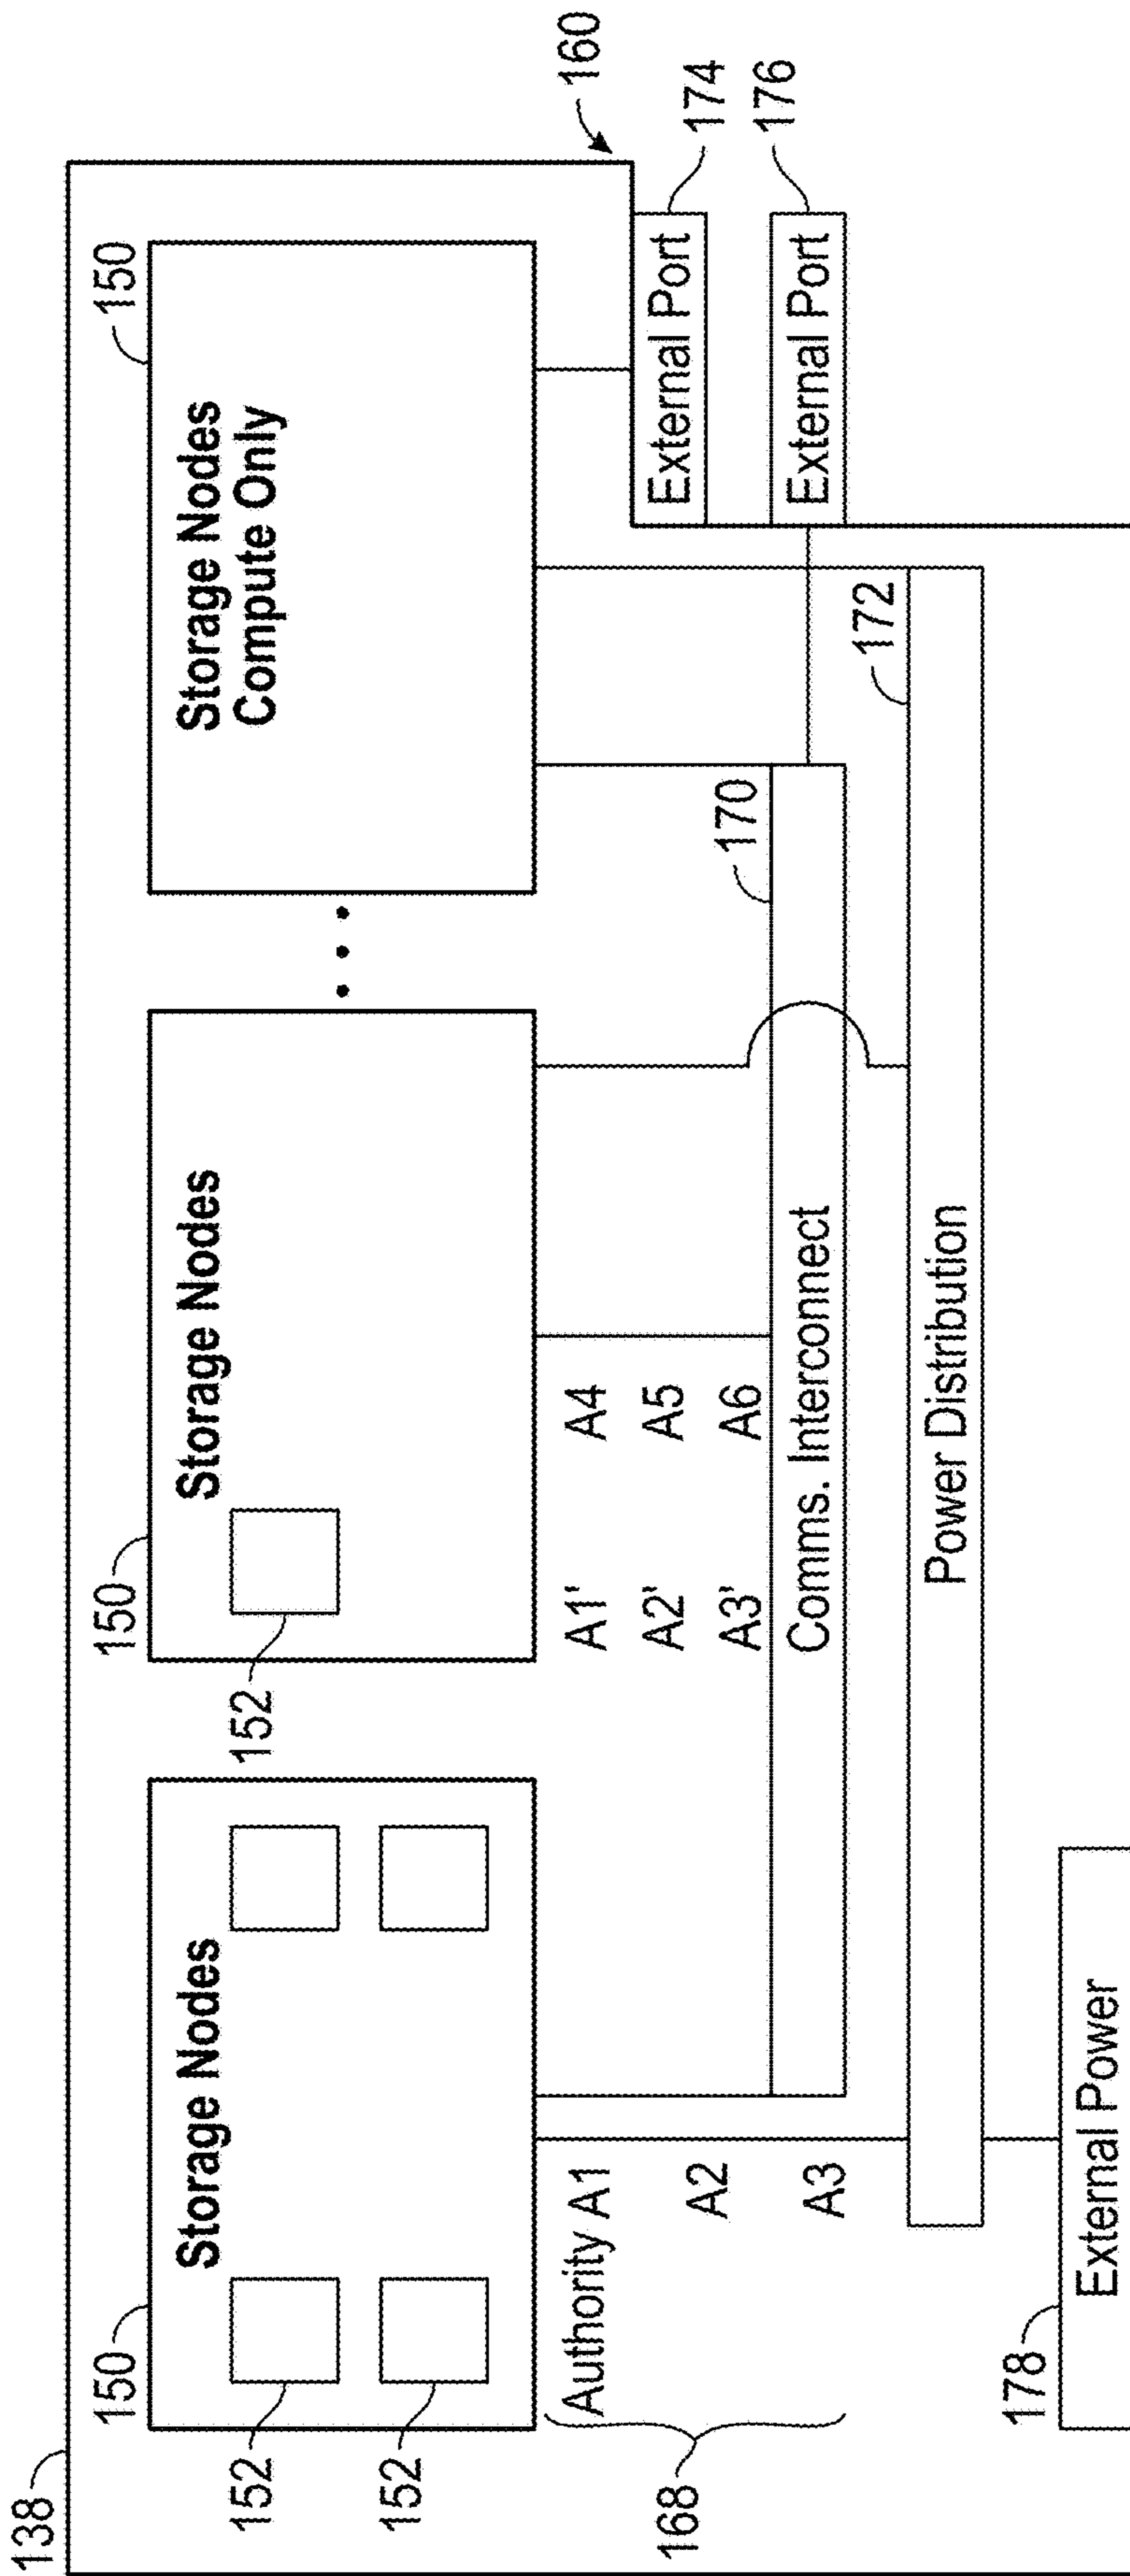 138
150
150
150
160
Storage Nodes
Storage Nodes
Storage Nodes
Compute Only
152
152
152
Authority A1
A2
A3
168
A1' A4
A2' A5
A3' A6
170
Comms. Interconnect
172
Power Distribution
External Port
174
External Port
176
178
External Power